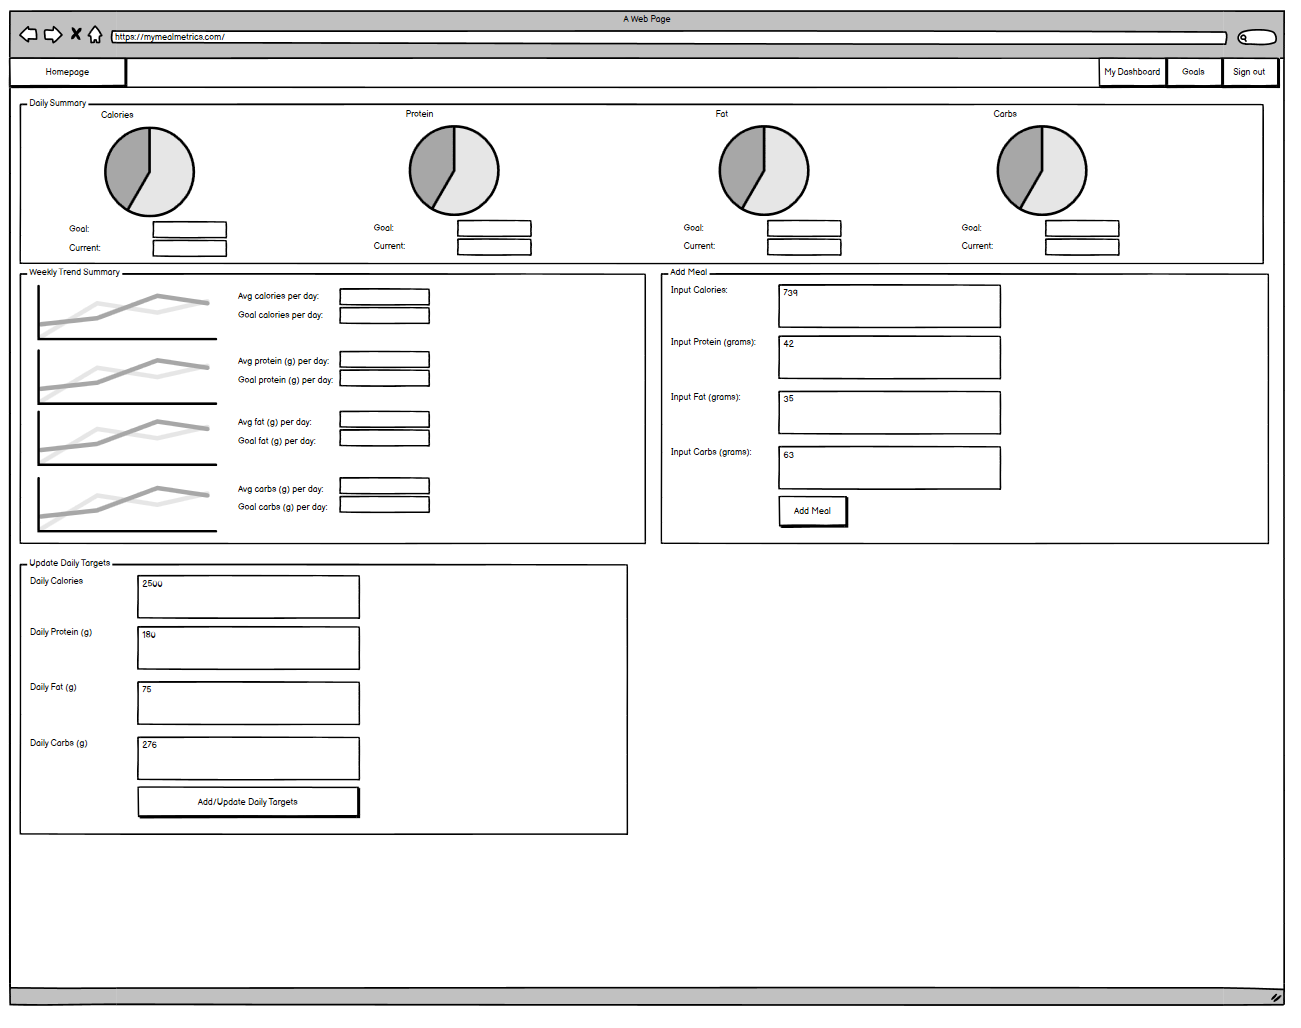 A Web Page
https://mymealmetrics.com/
Homepage
My Dashboard
Goals
Sign out
Daily Summary
Calories
Protein
Fat
Carbs
Goal:
Current:
Goal:
Current:
Goal:
Current:
Goal:
Current:
Weekly Trend Summary
Avg calories per day:
Goal calories per day:
Avg protein (g) per day:
Goal protein (g) per day:
Avg fat (g) per day:
Goal fat (g) per day:
Avg carbs (g) per day:
Goal carbs (g) per day:
Add Meal
Input Calories:
739
Input Protein (grams):
42
Input Fat (grams):
35
Input Carbs (grams):
63
Add Meal
Update Daily Targets
Daily Calories
2500
Daily Protein (g)
180
Daily Fat (g)
75
Daily Carbs (g)
276
Add/Update Daily Targets